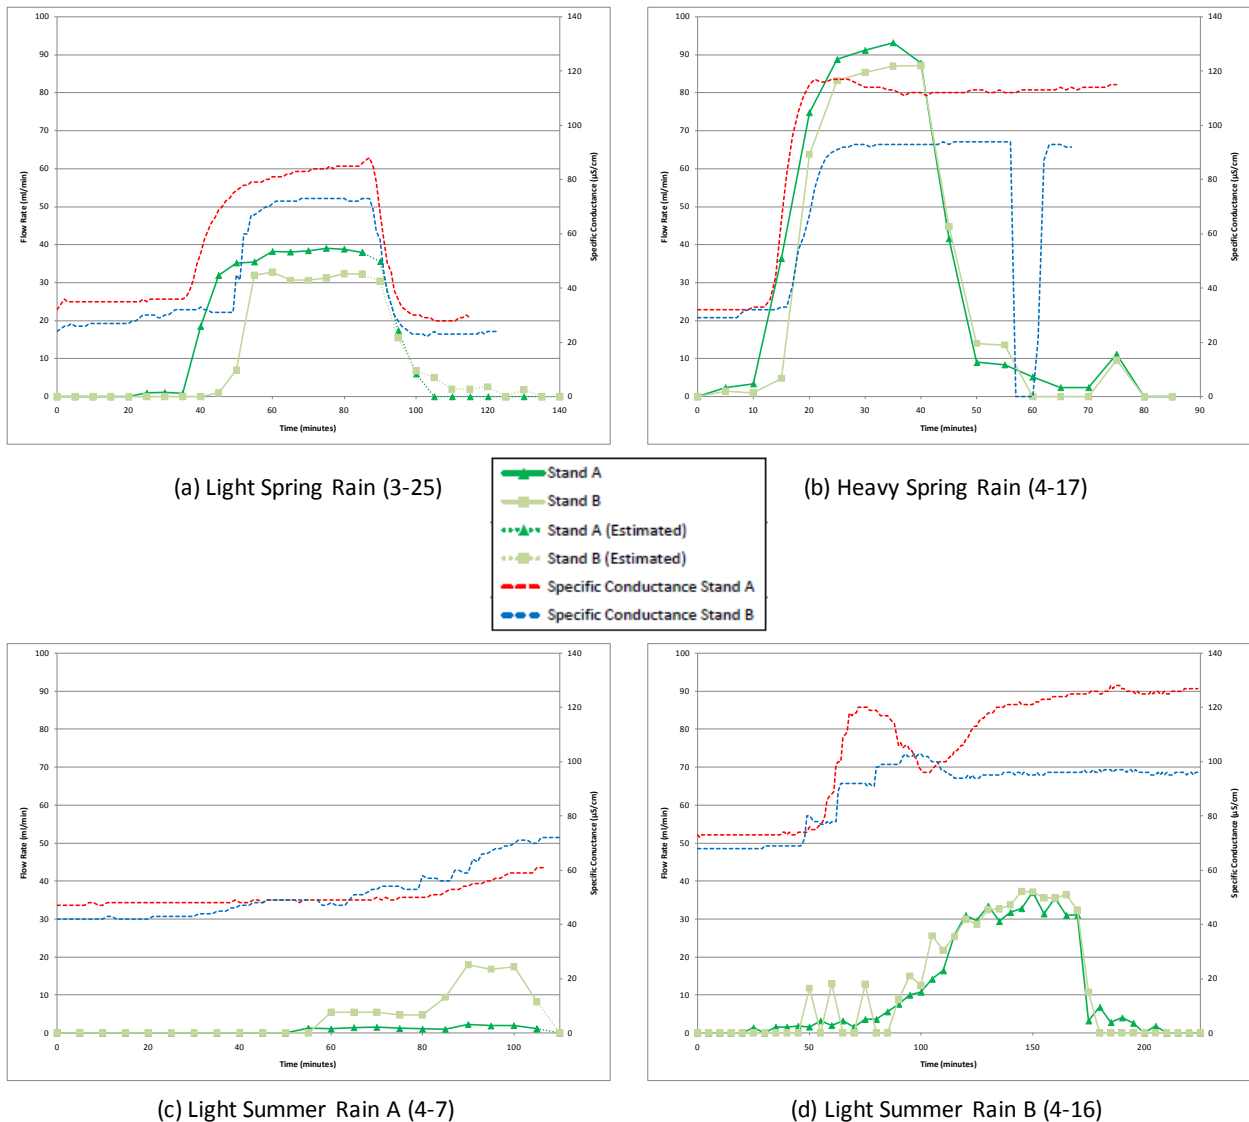 100
90
80
70
60
50
40
30
20
10
0
140
120
100
80
60
40
20
0
0 20 40 60 80 100 120 140
Flow Rate (ml/min)
Specific Conductance (µS/cm)
Time (minutes)
100
90
80
70
60
50
40
30
20
10
0
140
120
100
80
60
40
20
0
0 10 20 30 40 50 60 70 80 90
Flow Rate (ml/min)
Specific Conductance (µS/cm)
Time (minutes)
(a) Light Spring Rain (3-25)
(b) Heavy Spring Rain (4-17)
Stand A
Stand B
Stand A (Estimated)
Stand B (Estimated)
Specific Conductance Stand A
Specific Conductance Stand B
100
90
80
70
60
50
40
30
20
10
0
140
120
100
80
60
40
20
0
0 20 40 60 80 100
Flow Rate (ml/min)
Specific Conuctance (µS/cm)
Time (minutes)
100
90
80
70
60
50
40
30
20
10
0
140
120
100
80
60
40
20
0
0 50 100 150 200
Flow Rate (ml/min)
Specific Conductance (µS/cm)
Time (minutes)
(c) Light Summer Rain A (4-7)
(d) Light Summer Rain B (4-16)